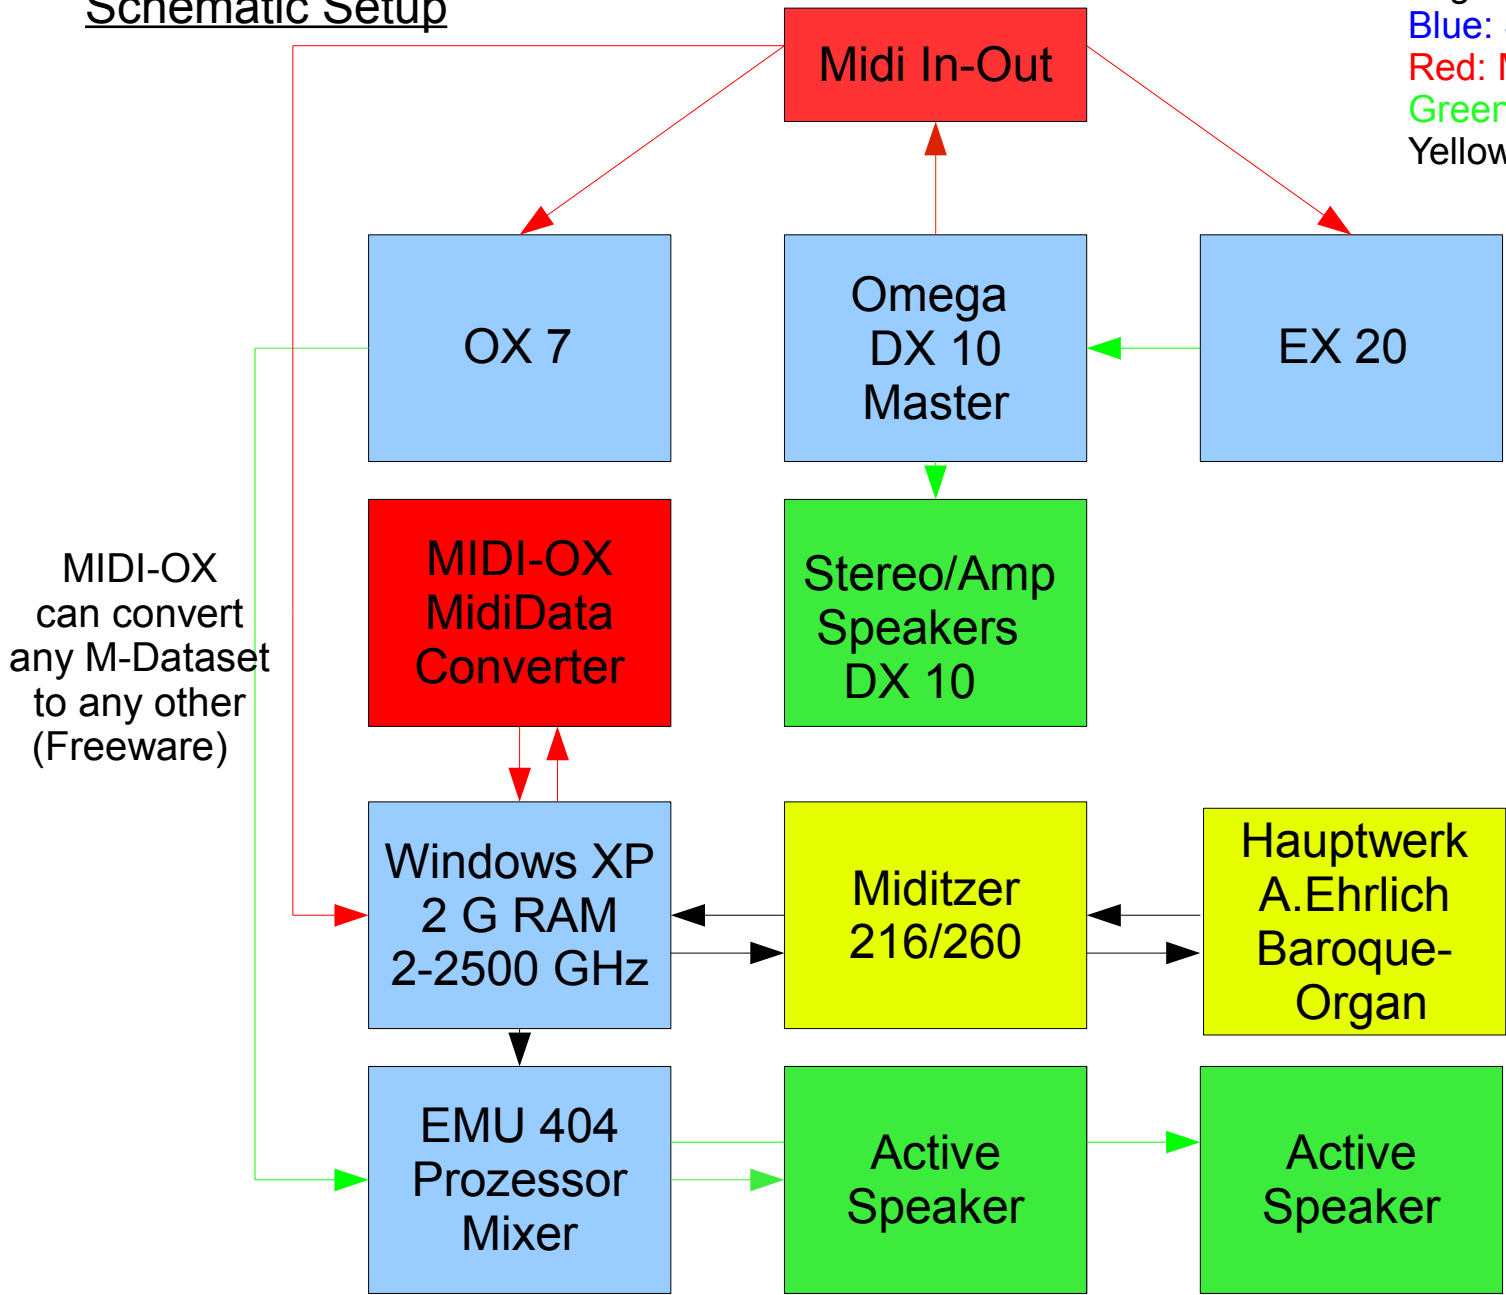 Schematic Setup
Blue:
Red:
Green
Yellow
Midi In-Out
OX 7
Omega
DX 10
Master
EX 20
MIDI-OX
can convert
any M-Dataset
to any other
(Freeware)
MIDI-OX
MidiData
Converter
Stereo/Amp
Speakers
DX 10
Windows XP
2 G RAM
2-2500 GHz
Miditzer
216/260
Hauptwerk
A.Ehrlich
Baroque-
Organ
EMU 404
Prozessor
Mixer
Active
Speaker
Active
Speaker